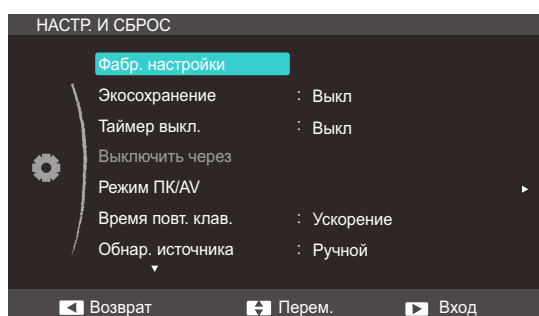 НАСТР. И СБРОС
Фабр. настройки
Экосохранение : Выкл
Таймер выкл. : Выкл
Выключить через
Режим ПК/AV
Время повт. клав. : Ускорение
Обнар. источника : Ручной
Возврат Перем. Вход